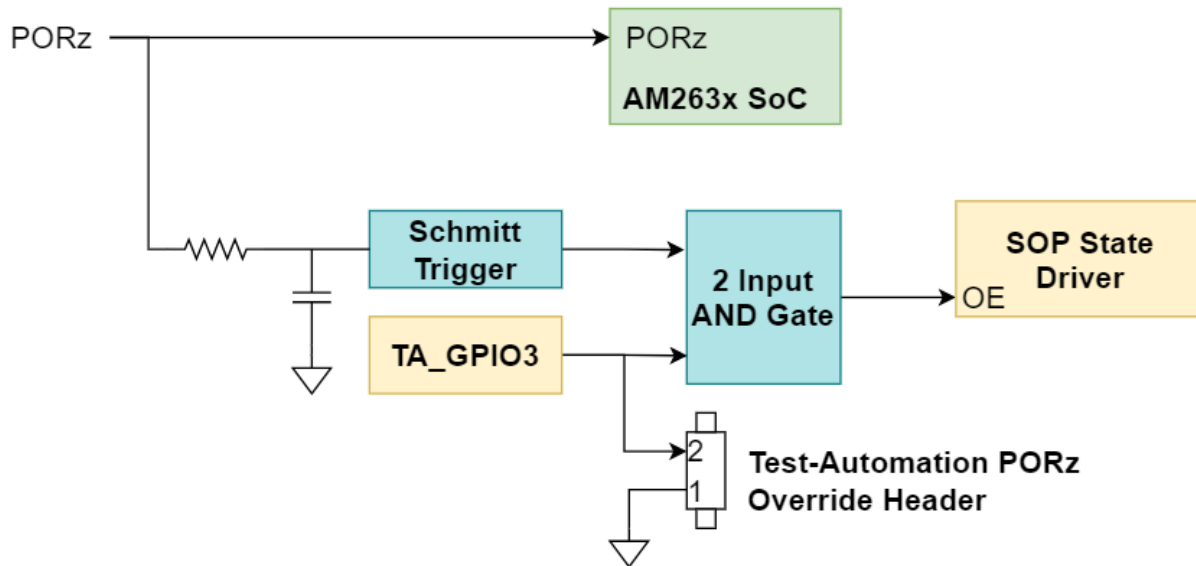 PORz
PORz
AM263x SoC
Schmitt
Trigger
2 Input
AND Gate
SOP State
Driver
OE
TA_GPIO3
2
1
Test-Automation PORz
Override Header